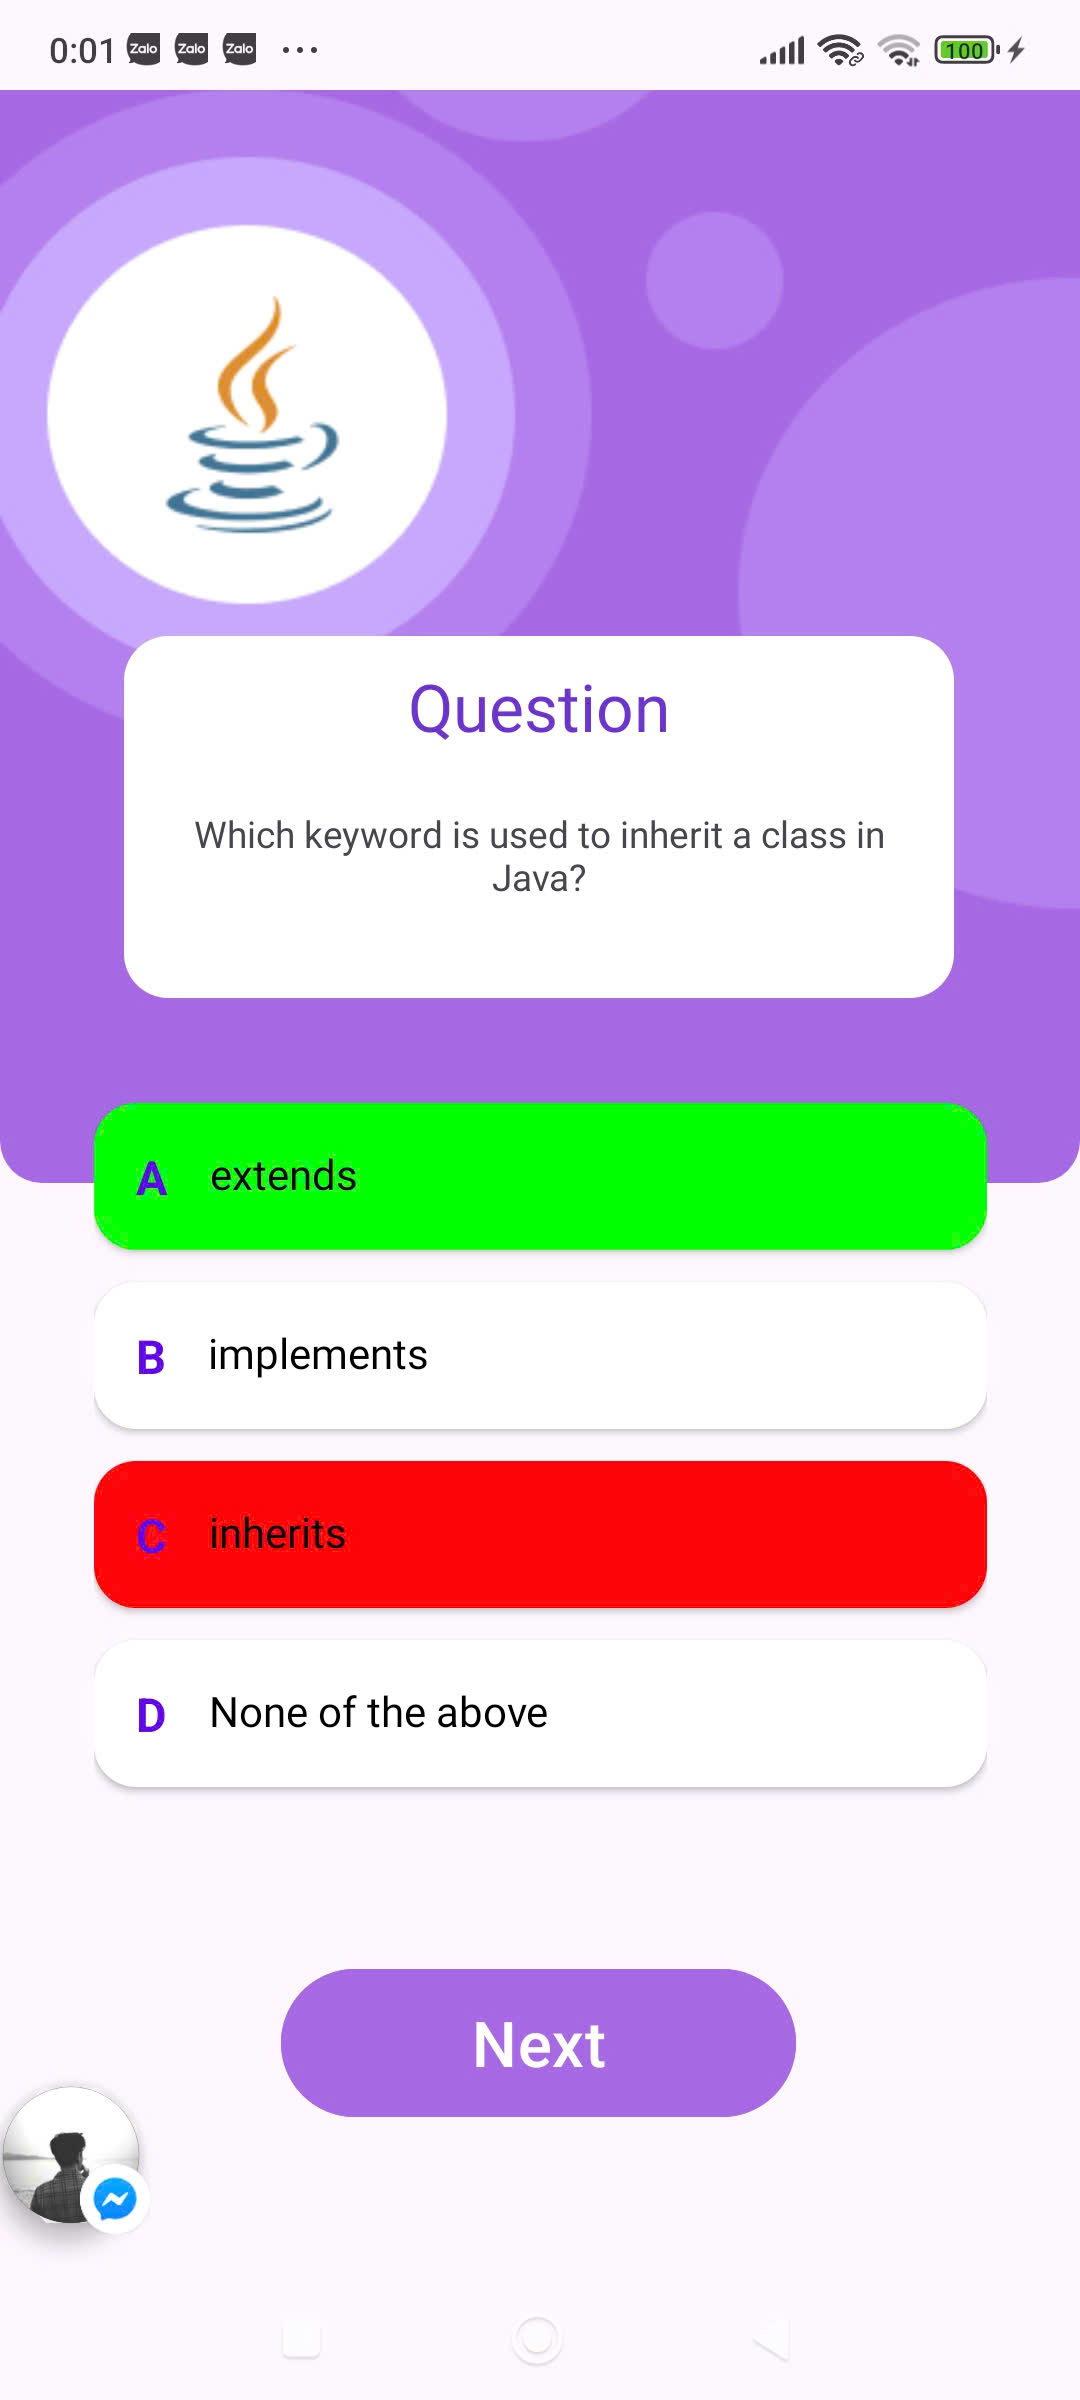 0:01 Zalo Zalo Zalo ... 100
Question
Which keyword is used to inherit a class in
Java?
A extends
B implements
C inherits
D None of the above
Next